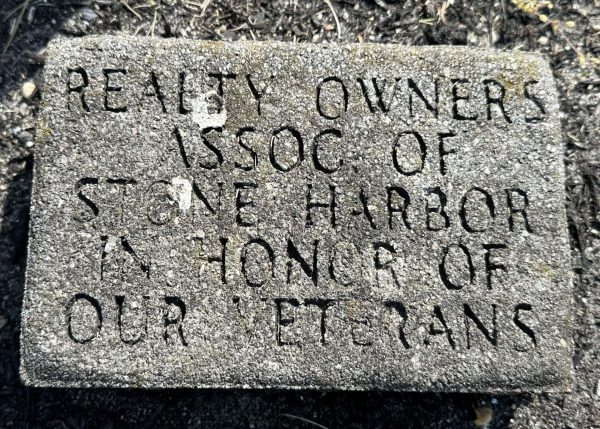 REALTY OWNERS
ASSOC. OF
STONE HARBOR
IN HONOR OF
OUR VETERANS